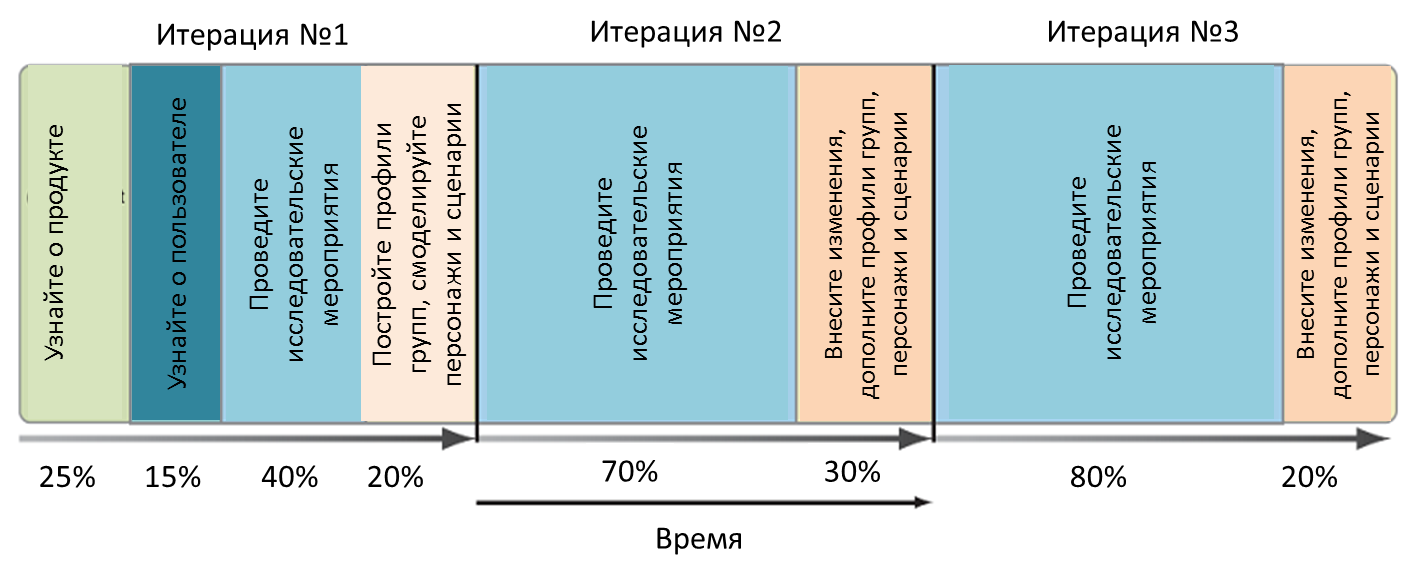 Итерация №1
Итерация №2
Итерация №3
Узнайте о продукте
Узнайте о пользователе
Проведите
исследовательские
мероприятия
Постройте профили
групп, смоделируйте
персонажи и сценарии
Проведите
исследовательские
мероприятия
Внесите изменения,
дополните профили групп,
персонажи и сценарии
Проведите
исследовательские
мероприятия
Внесите изменения,
дополните профили групп,
персонажи и сценарии
25%
15%
40%
20%
70%
30%
80%
20%
Время